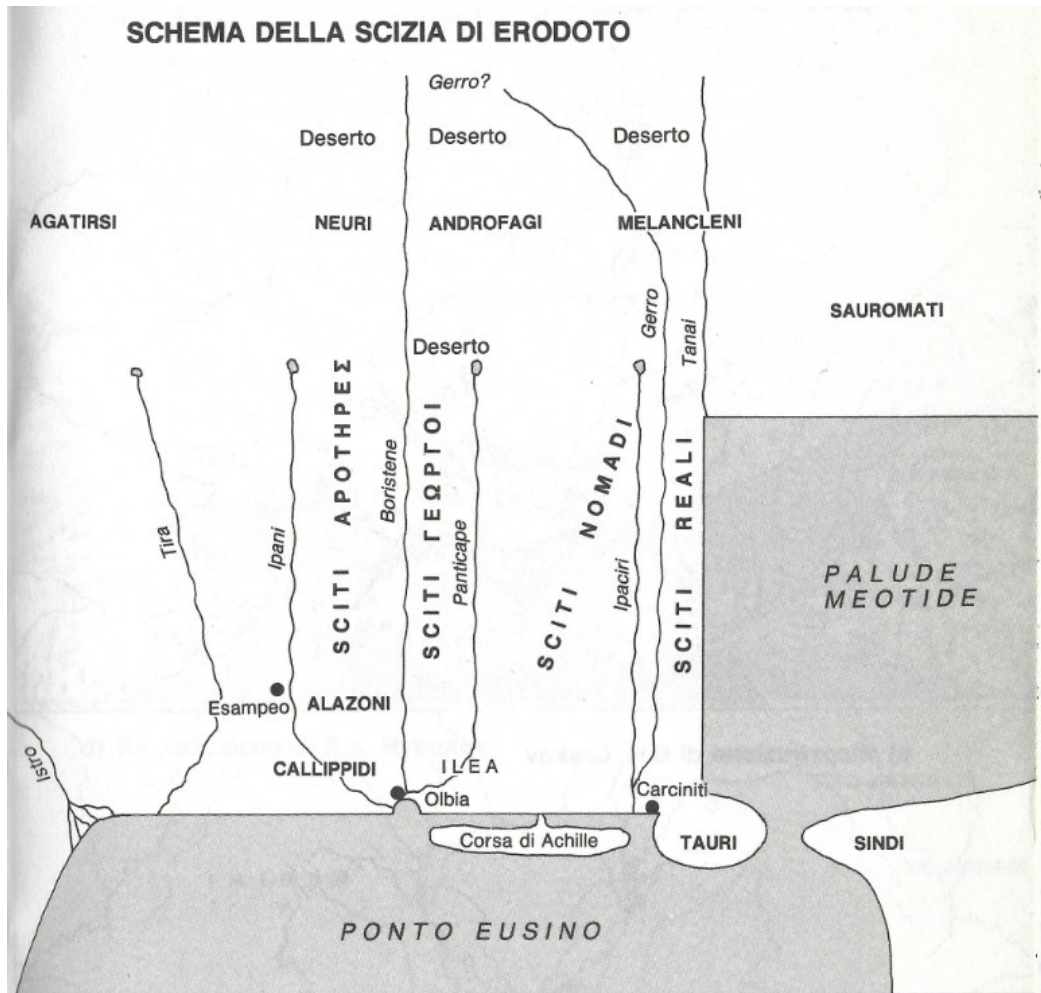 SCHEMA DELLA SCIZIA DI ERODOTO
Gerro?
Deserto
Deserto
Deserto
AGATIRSI
NEURI
ANDROFAGI
MELANCLENI
SAUROMATI
Gerro
Tanai
Deserto
Tira
Ipani
SCITI ΑΡΟΤΗΡΕΣ
Boristene
SCITI ΓΕΩΡΤΟΙ
Panticape
SCITI NOMADI
Ipaciri
SCITI REALI
PALUDE
MEOTIDE
Esampeo
ALAZONI
Istro
CALLIPPIDI
ILEA
Olbia
Carciniti
Corsa di Achille
TAURI
SINDI
PONTO EUSINO